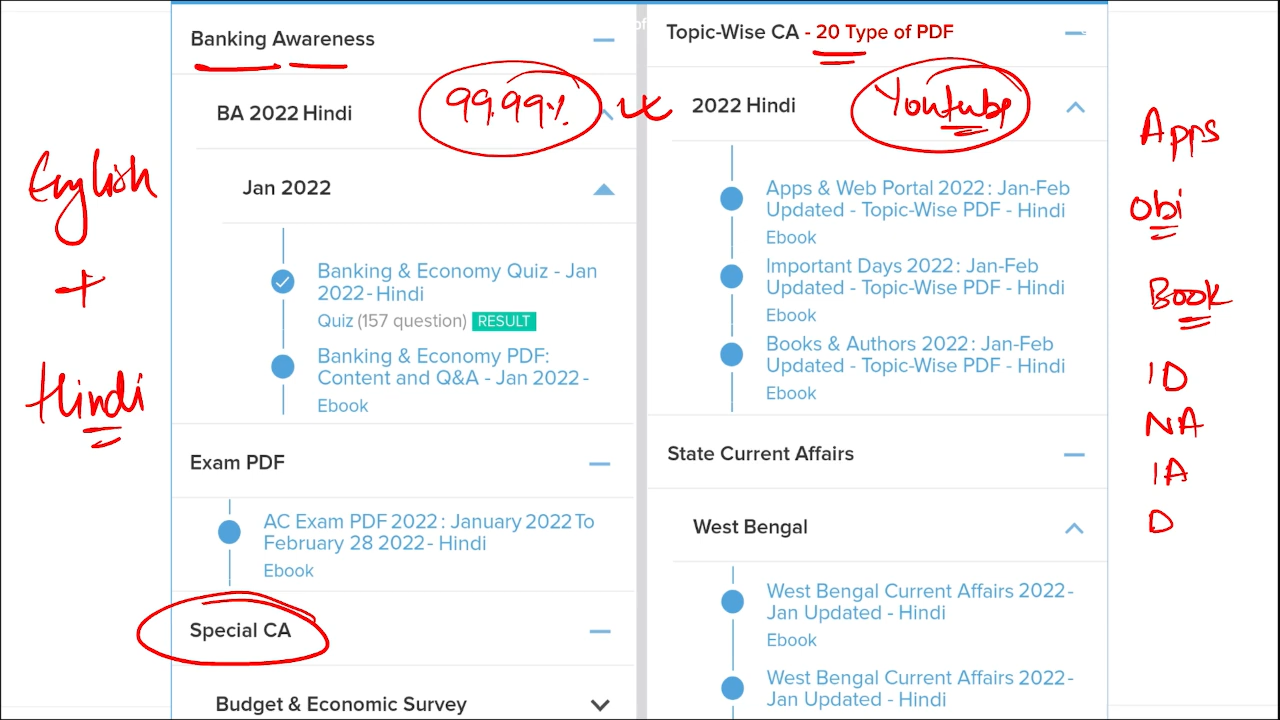 Banking Awareness
BA 2022 Hindi
99.99%
Jan 2022
Banking & Economy Quiz - Jan
2022 - Hindi
Quiz (157 question) RESULT
Banking & Economy PDF:
Content and Q&A - Jan 2022 -
Ebook
Exam PDF
AC Exam PDF 2022 : January 2022 To
February 28 2022 - Hindi
Ebook
Special CA
Budget & Economic Survey
English
+
Hindi
Topic-Wise CA - 20 Type of PDF
2022 Hindi
Youtube
Apps & Web Portal 2022 : Jan-Feb
Updated - Topic-Wise PDF - Hindi
Ebook
Important Days 2022 : Jan-Feb
Updated - Topic-Wise PDF - Hindi
Ebook
Books & Authors 2022 : Jan-Feb
Updated - Topic-Wise PDF - Hindi
Ebook
State Current Affairs
West Bengal
West Bengal Current Affairs 2022 -
Jan Updated - Hindi
Ebook
West Bengal Current Affairs 2022 -
Jan Updated - Hindi
Apps
Obi
Book
ID
NA
IA
D